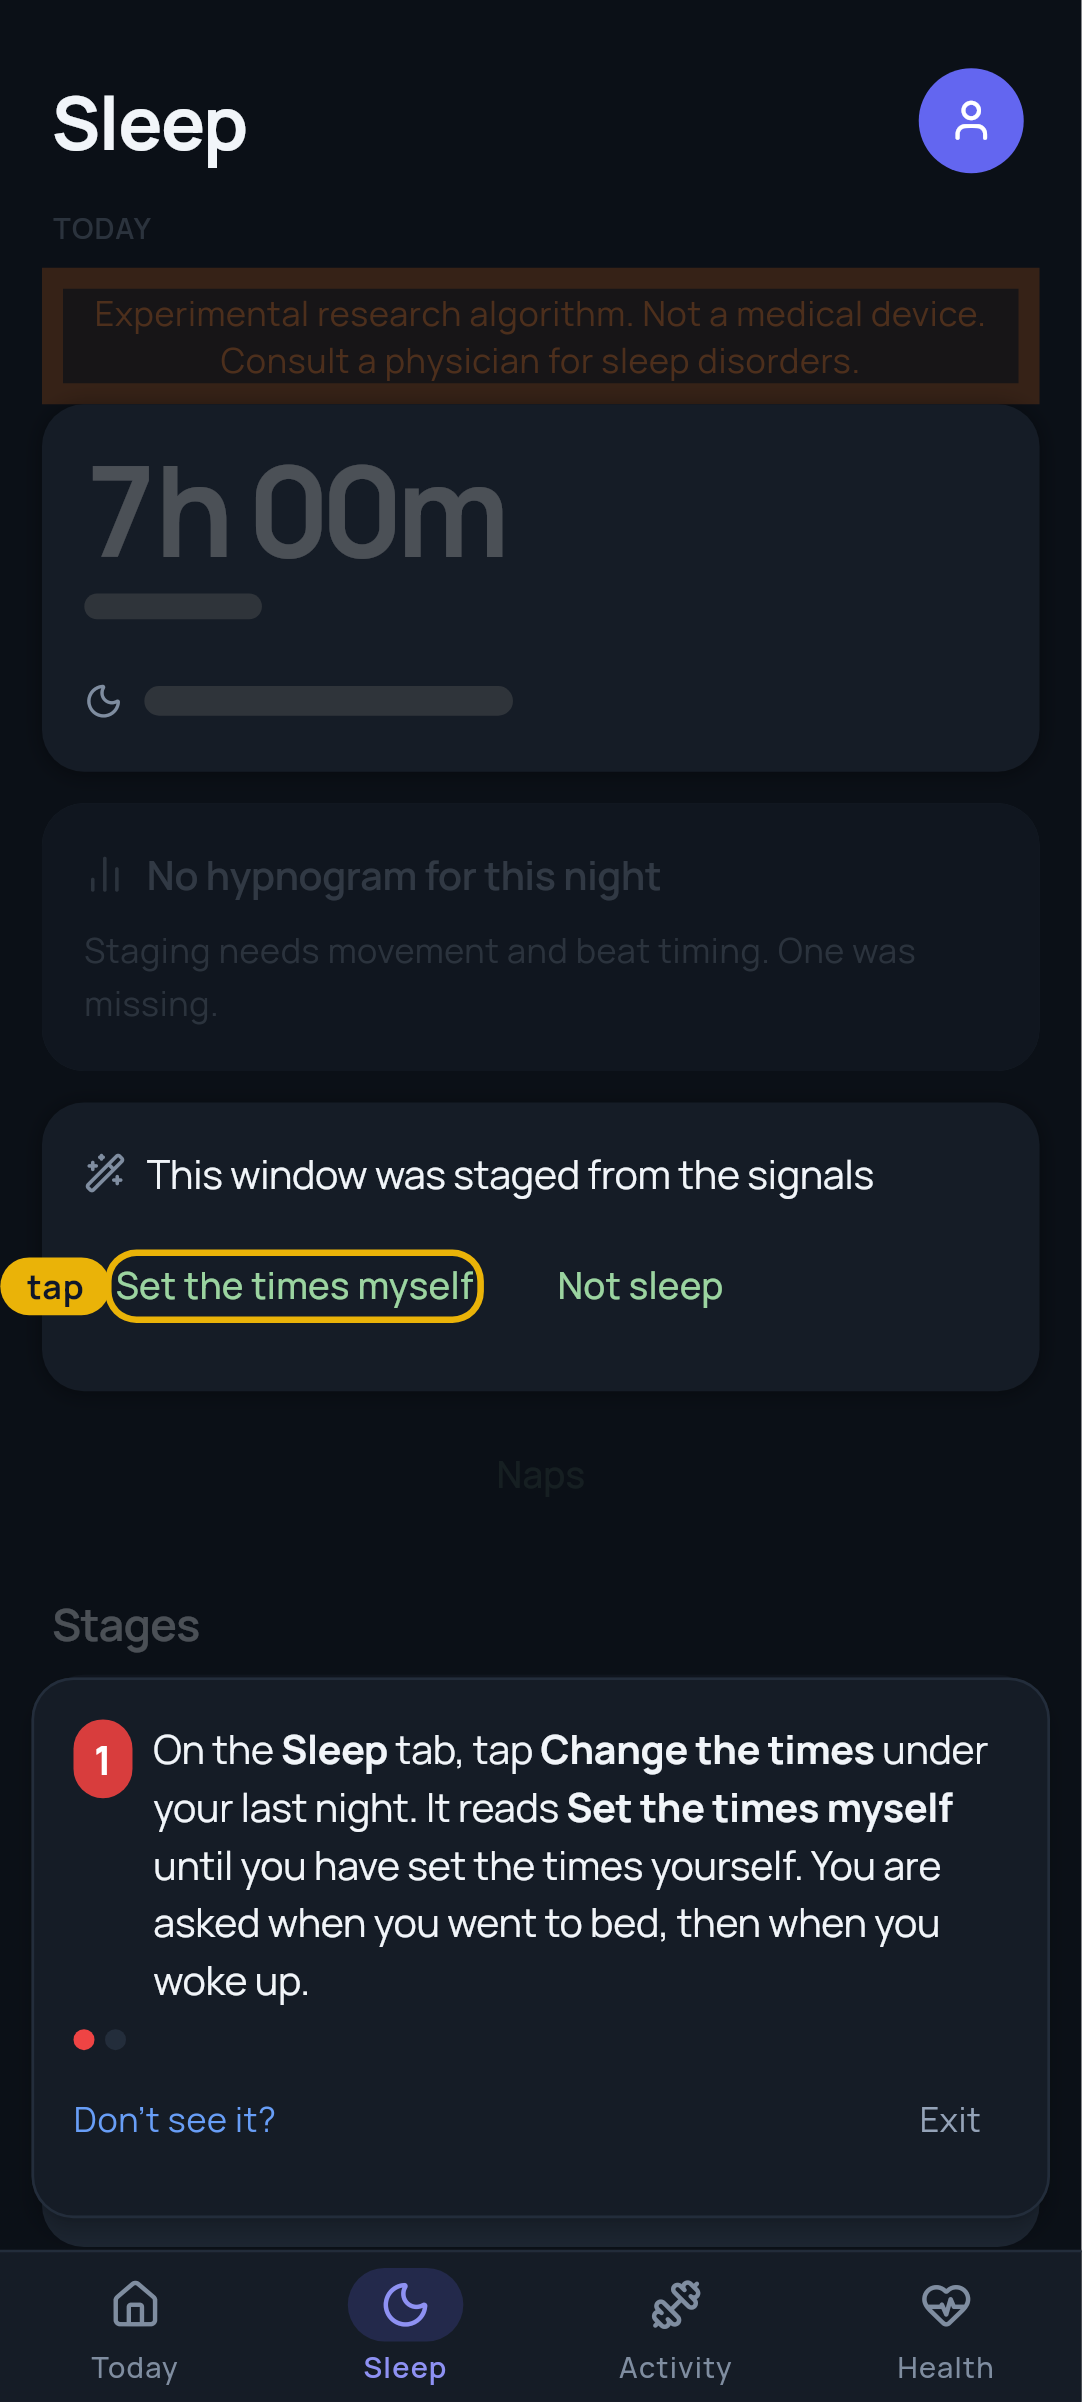 Sleep
TODAY
Experimental research algorithm. Not a medical device.
Consult a physician for sleep disorders.
7h 00m
No hypnogram for this night
Staging needs movement and beat timing. One was
missing.
This window was staged from the signals
tap
Set the times myself
Not sleep
Naps
Stages
1
On the Sleep tab, tap Change the times under
your last night. It reads Set the times myself
until you have set the times yourself. You are
asked when you went to bed, then when you
woke up.
Don't see it?
Exit
Today
Sleep
Activity
Health